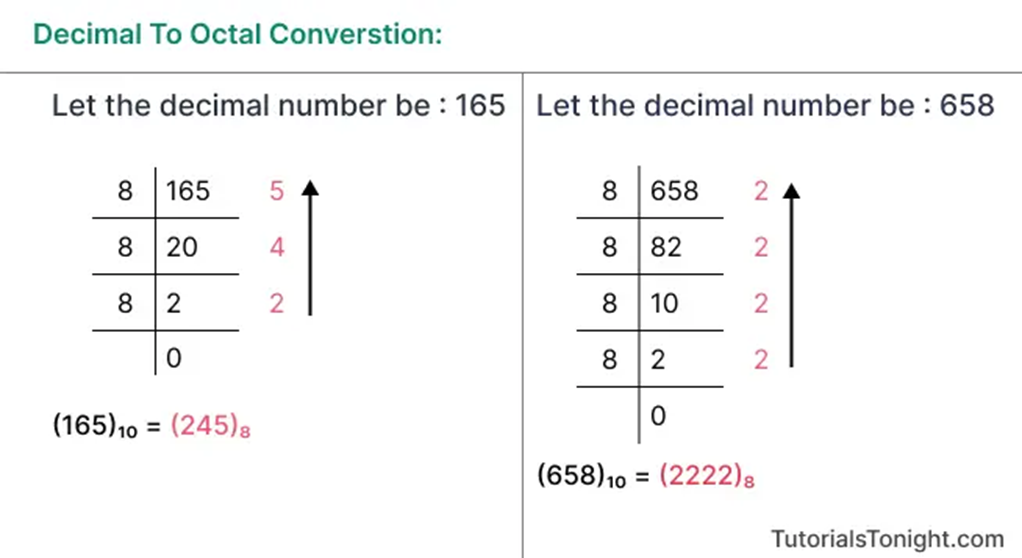 Decimal To Octal Converstion:
Let the decimal number be : 165
8 165 5
8 20 4
8 2 2
0
(165)₁₀ = (245)₈
Let the decimal number be : 658
8 658 2
8 82 2
8 10 2
8 2 2
0
(658)₁₀ = (2222)₈
TutorialsTonight.com